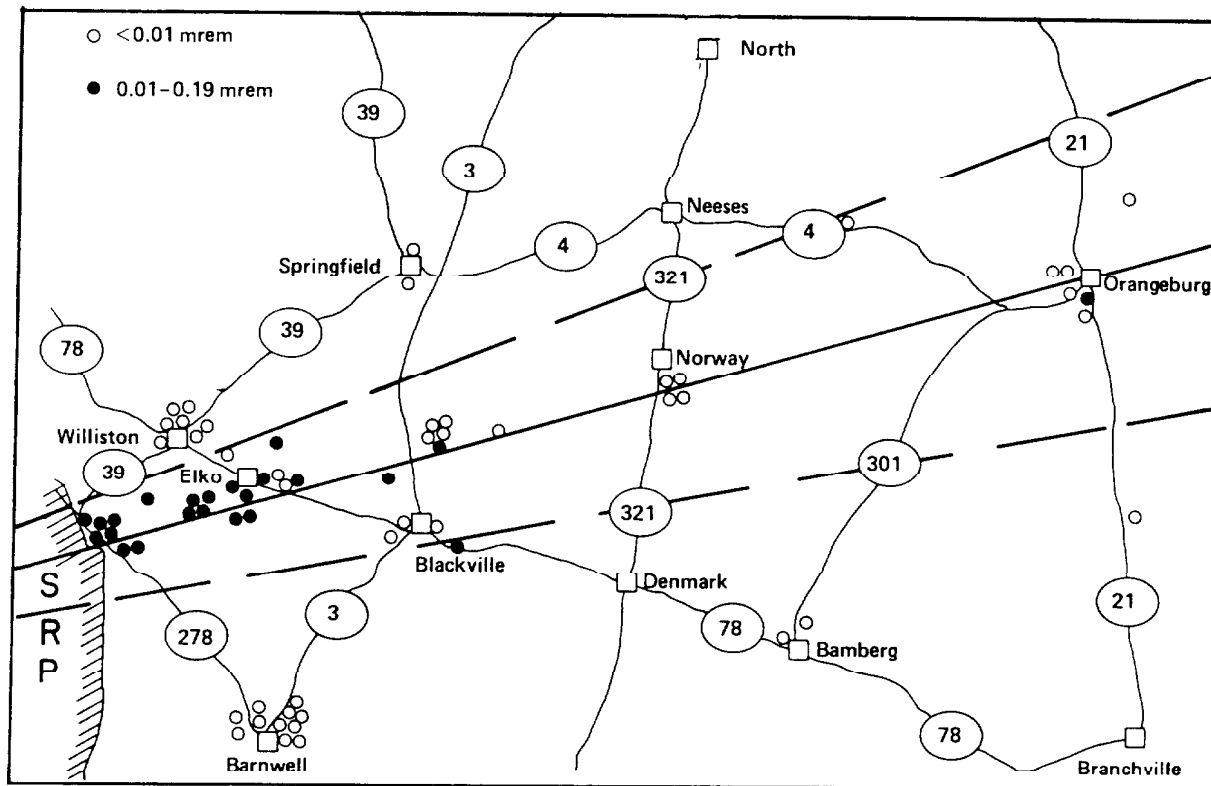 <0.01 mrem
0.01–0.19 mrem
North
39
3
21
Neeses
4
4
Springfield
321
Orangeburg
39
78
Norway
Williston
39
Elko
301
321
Blackville
S
R
P
Denmark
3
278
78
21
Bamberg
78
Barnwell
Branchville